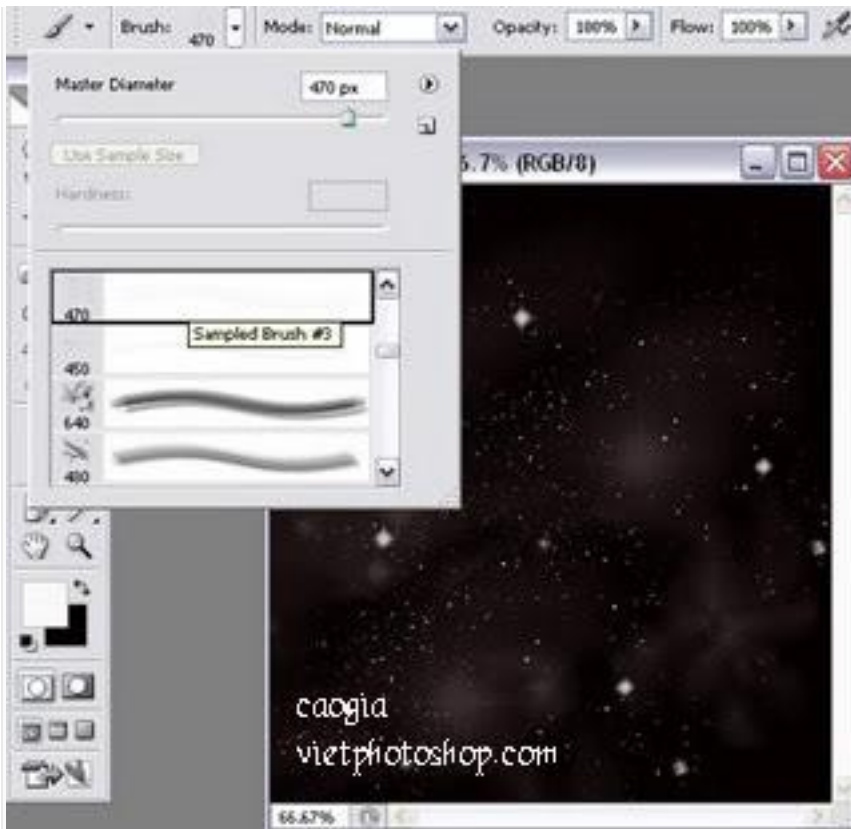 Brush: 470 Mode: Normal Opacity: 100% Flow: 100%
Master Diameter 470 px
Use Sample Size
Hardness:
470
Sampled Brush #3
450
640
480
6.7% (RGB/8)
caogia
vietphotoshop.com
66.67%